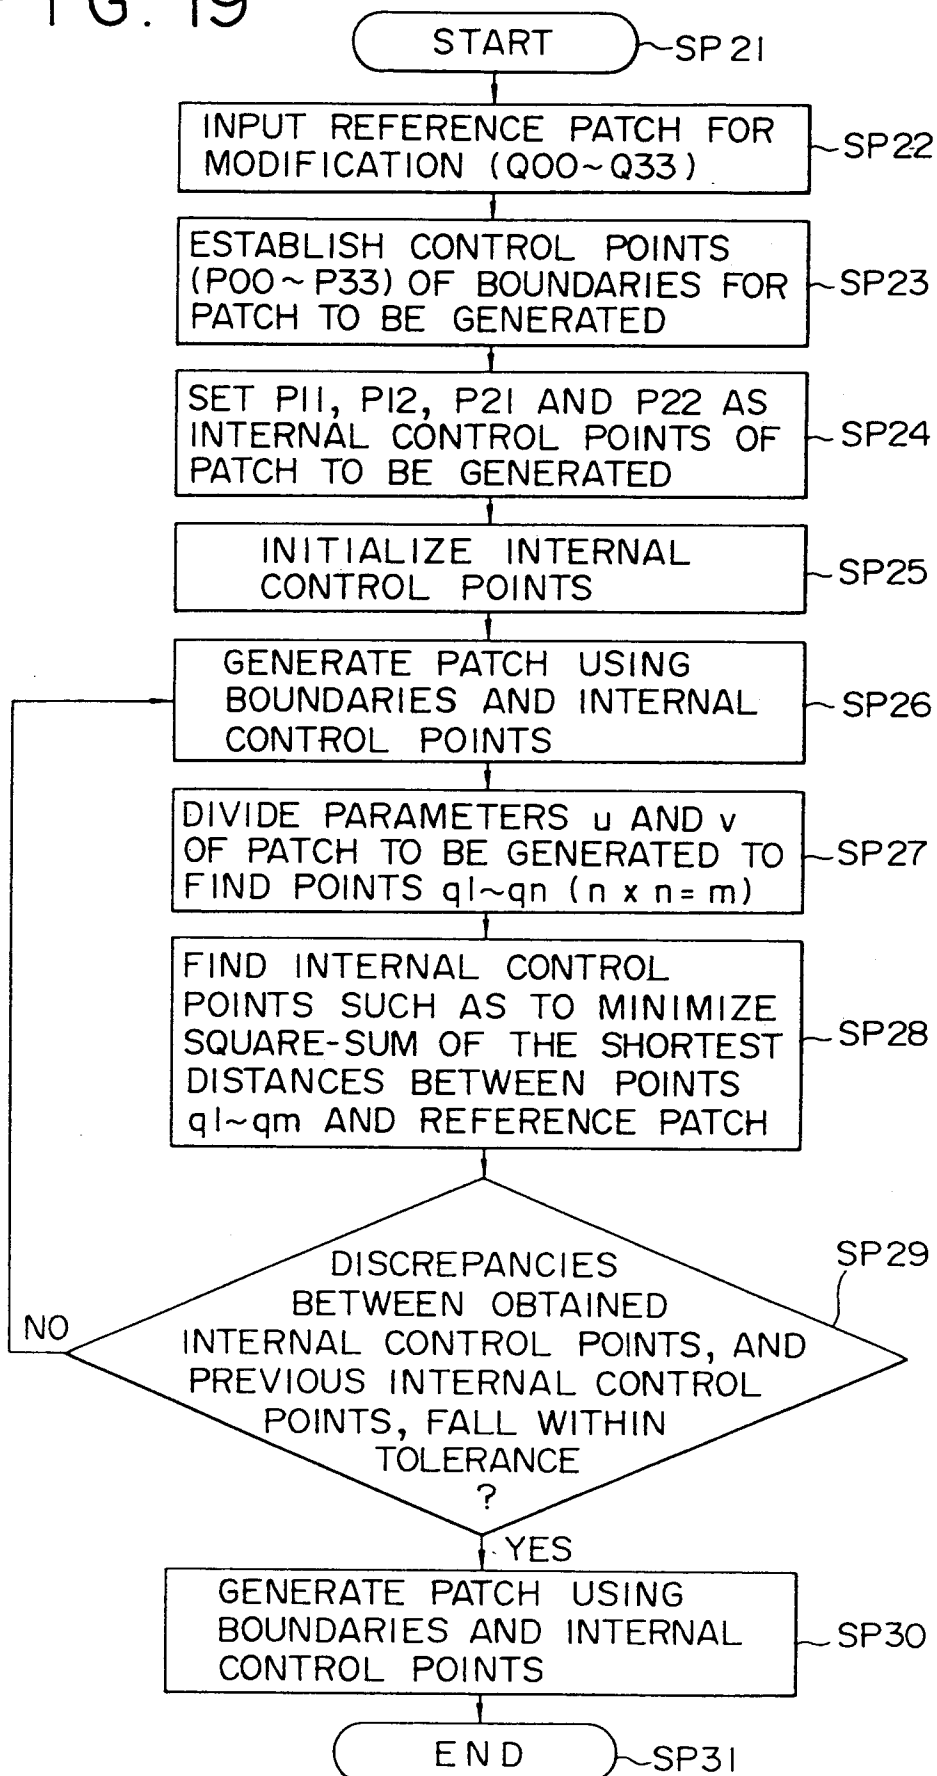 FIG. 19
START
SP21
INPUT REFERENCE PATCH FOR
MODIFICATION (Q00~Q33)
SP22
ESTABLISH CONTROL POINTS
(P00~P33) OF BOUNDARIES FOR
PATCH TO BE GENERATED
SP23
SET P11, P12, P21 AND P22 AS
INTERNAL CONTROL POINTS OF
PATCH TO BE GENERATED
SP24
INITIALIZE INTERNAL
CONTROL POINTS
SP25
GENERATE PATCH USING
BOUNDARIES AND INTERNAL
CONTROL POINTS
SP26
DIVIDE PARAMETERS u AND v
OF PATCH TO BE GENERATED TO
FIND POINTS q1~qn (n x n = m)
SP27
FIND INTERNAL CONTROL
POINTS SUCH AS TO MINIMIZE
SQUARE-SUM OF THE SHORTEST
DISTANCES BETWEEN POINTS
q1~qm AND REFERENCE PATCH
SP28
DISCREPANCIES
BETWEEN OBTAINED
INTERNAL CONTROL POINTS, AND
PREVIOUS INTERNAL CONTROL
POINTS, FALL WITHIN
TOLERANCE
?
SP29
NO
YES
GENERATE PATCH USING
BOUNDARIES AND INTERNAL
CONTROL POINTS
SP30
END
SP31